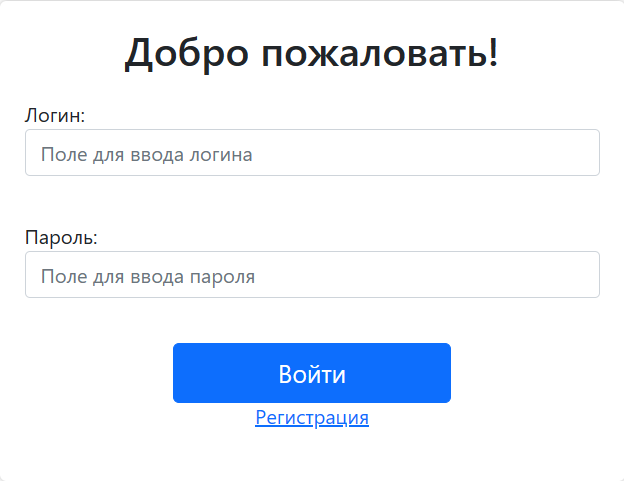 Добро пожаловать!
Логин:
Поле для ввода логина
Пароль:
Поле для ввода пароля
Войти
Регистрация